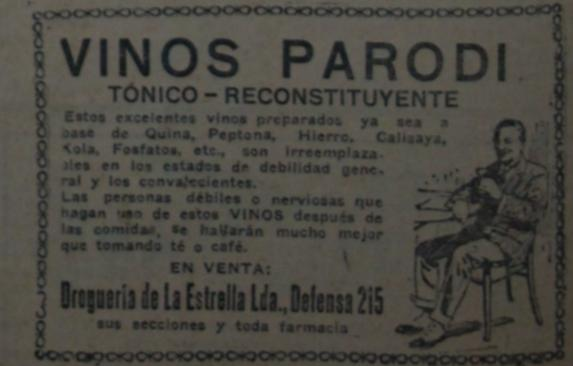 VINOS PARODI
TÓNICO – RECONSTITUYENTE
Estos excelentes vinos preparados ya sea a
base de Quina, Peptona, Hierro, Calisaya,
Kola, Fosfatos, etc., son irreemplaza-
bles en los estados de debilidad gene-
ral y los convalecientes.
Las personas débiles o nerviosas que
hagan uso de estos VINOS después de
las comidas, se hallarán mucho mejor
que tomando té o café.
EN VENTA:
Droguería de La Estrella Lda., Defensa 215
sus secciones y toda farmacia